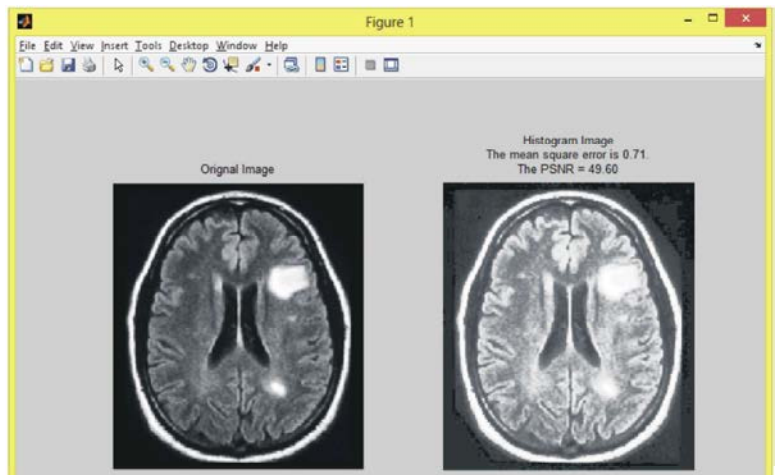 Figure 1
File Edit View Insert Tools Desktop Window Help
Orignal Image
Histogram Image
The mean square error is 0.71.
The PSNR = 49.60